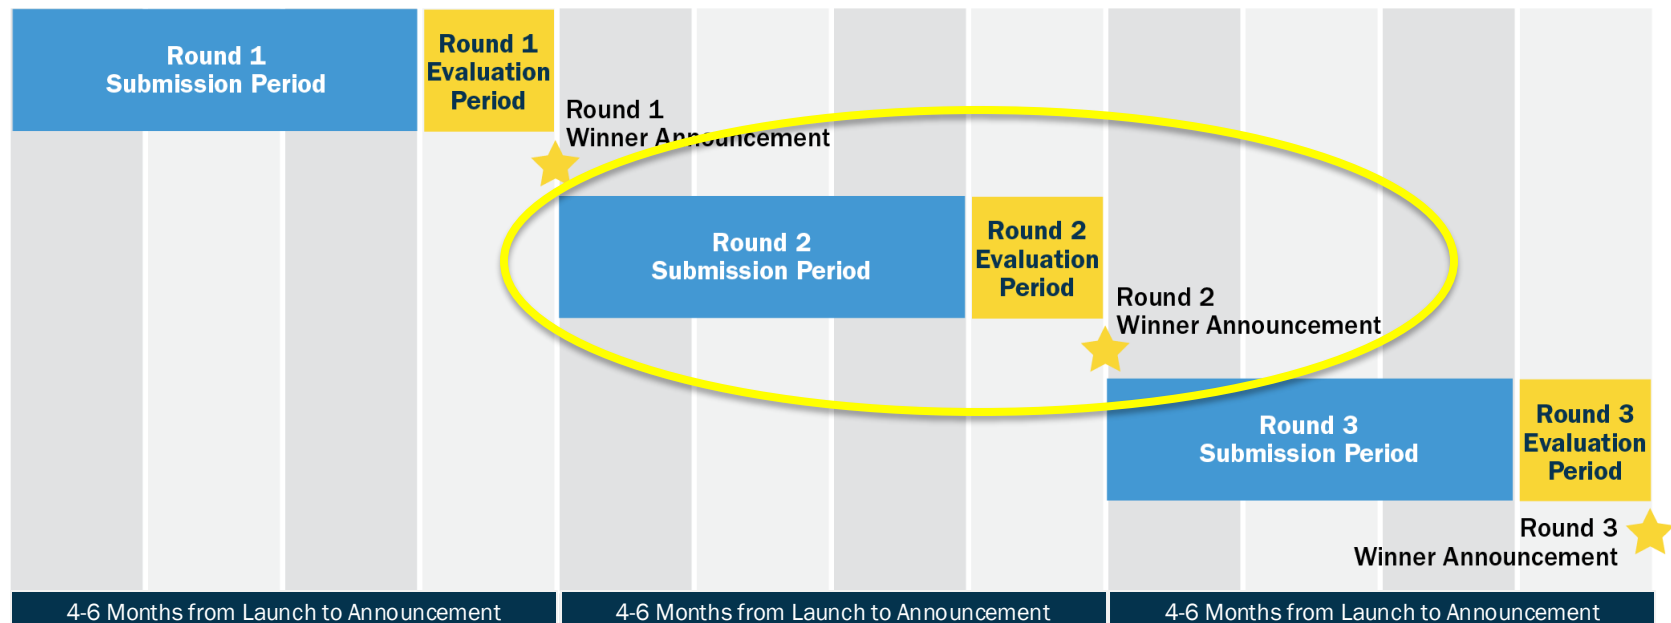 Round 1
Submission Period
Round 1
Evaluation
Period
Round 1
Winner Announcement
Round 2
Submission Period
Round 2
Evaluation
Period
Round 2
Winner Announcement
Round 3
Submission Period
Round 3
Evaluation
Period
Round 3
Winner Announcement
4-6 Months from Launch to Announcement
4-6 Months from Launch to Announcement
4-6 Months from Launch to Announcement